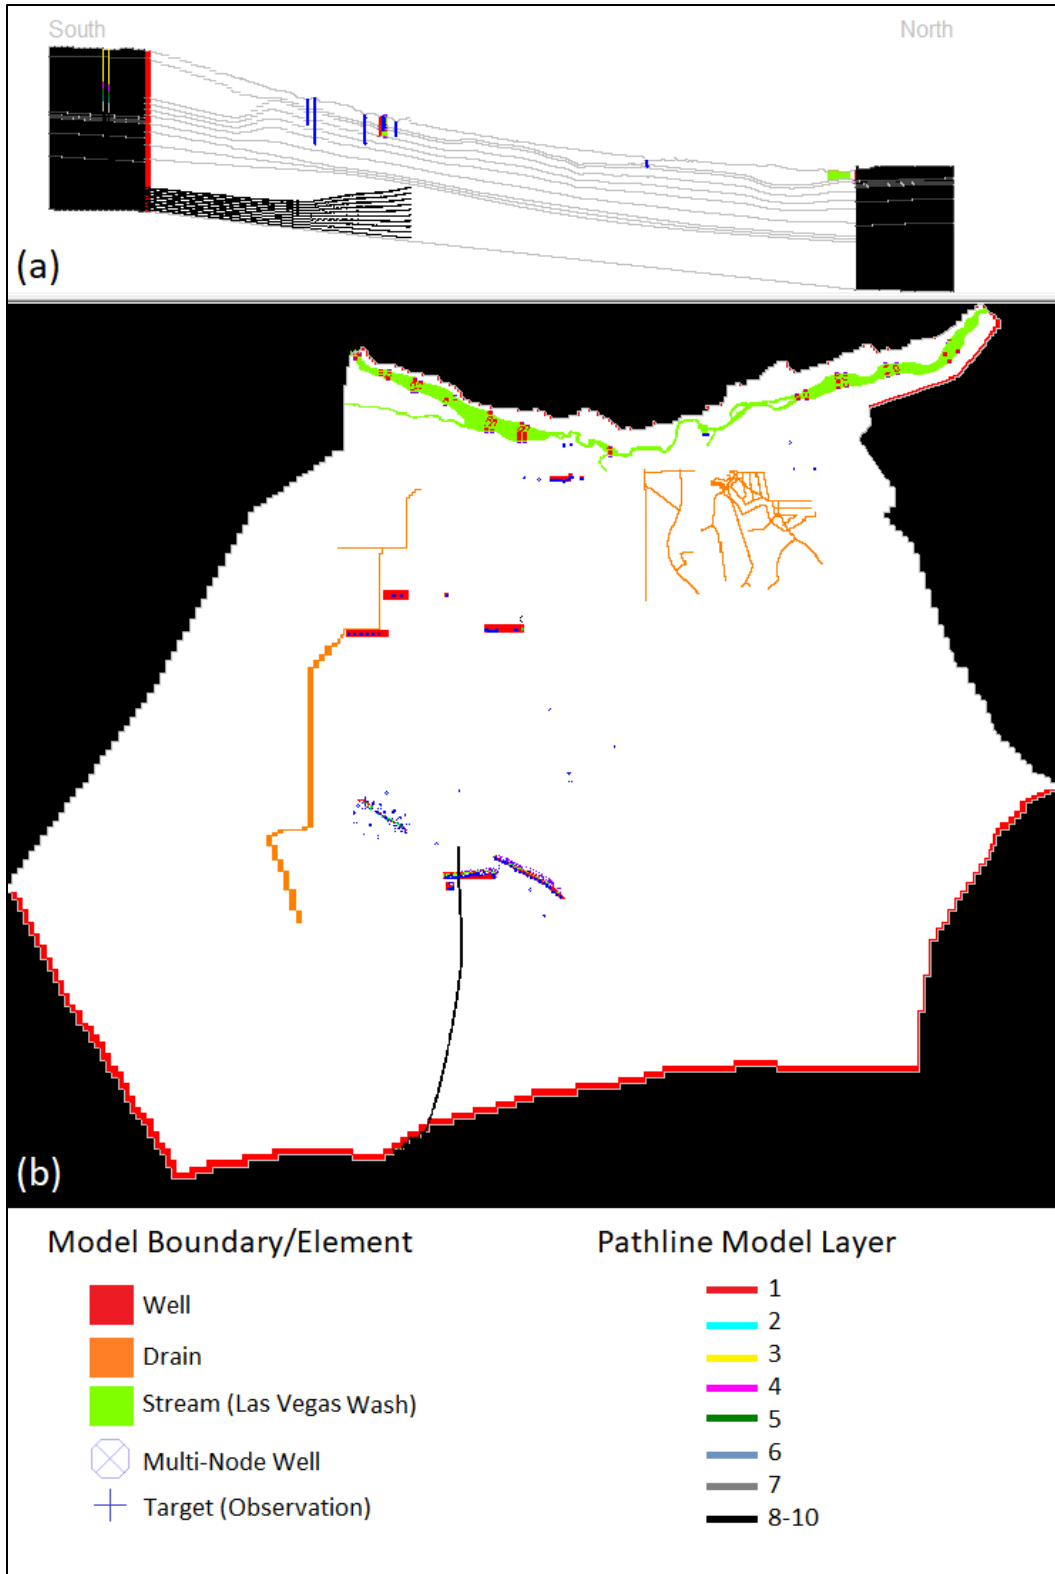 South
North
(a)
(b)
Model Boundary/Element
Pathline Model Layer
Well
Drain
Stream (Las Vegas Wash)
Multi-Node Well
Target (Observation)
1
2
3
4
5
6
7
8-10